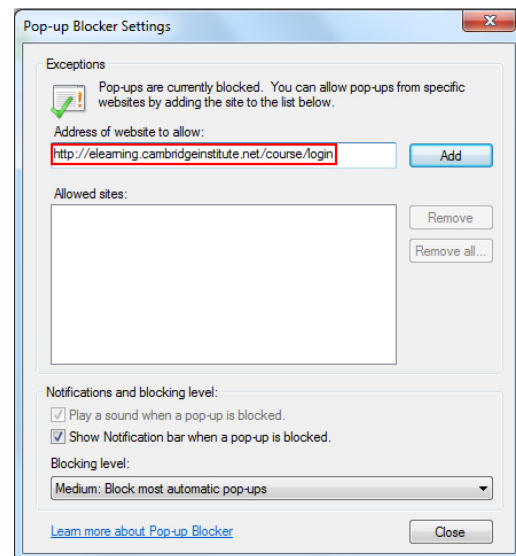 Pop-up Blocker Settings
X
Exceptions
Pop-ups are currently blocked. You can allow pop-ups from specific
websites by adding the site to the list below.
Address of website to allow:
http://elearning.cambridgeinstitute.net/course/login
Add
Allowed sites:
Remove
Remove all...
Notifications and blocking level:
Play a sound when a pop-up is blocked.
Show Notification bar when a pop-up is blocked.
Blocking level:
Medium: Block most automatic pop-ups
Learn more about Pop-up Blocker
Close